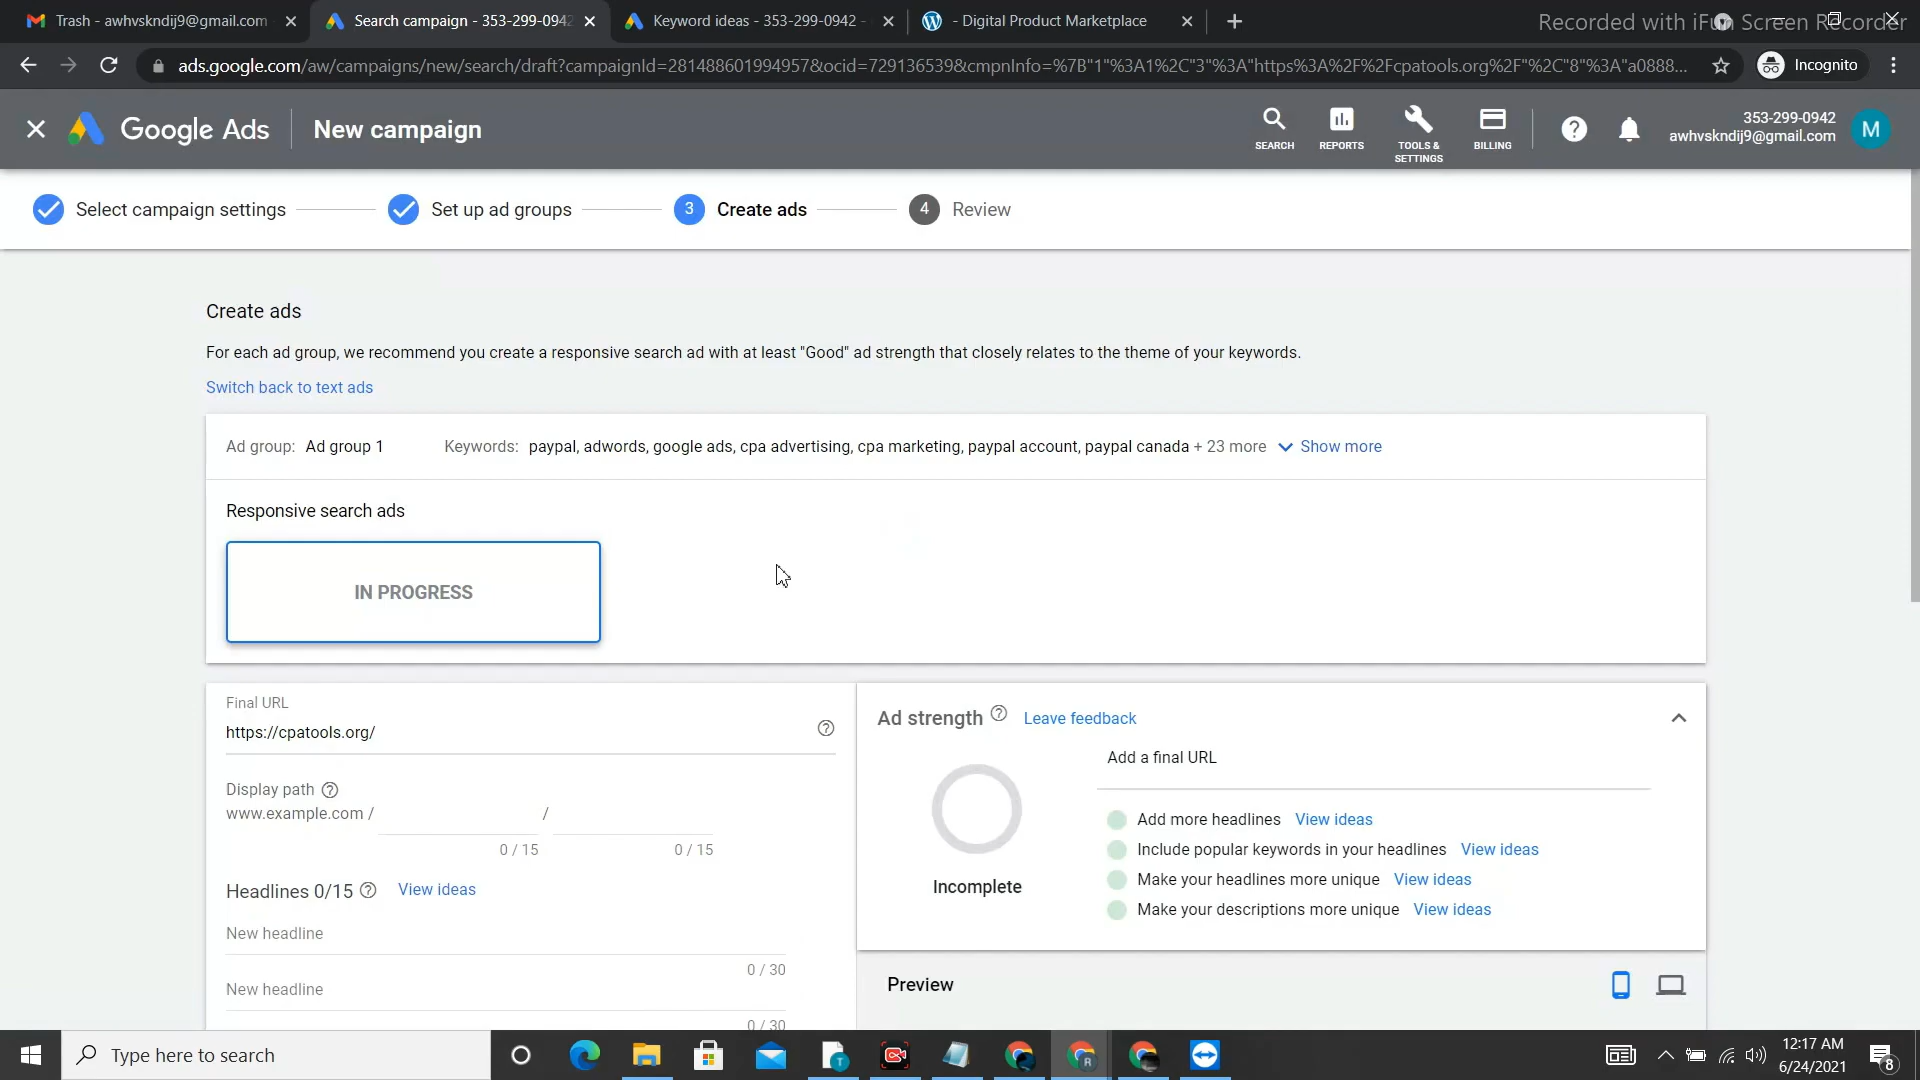 Trash - awhvskndij9@gmail.com
Search campaign - 353-299-0942
Keyword ideas - 353-299-0942 -
- Digital Product Marketplace
Recorded with iFun Screen Recorder
ads.google.com/aw/campaigns/new/search/draft?campaignId=281488601994957&ocid=729136539&cmpnInfo=%7B"1"%3A1%2C"3"%3A"https%3A%2F%2Fcpatools.org%2F"%2C"8"%3A"a0888...
Incognito
Google Ads
New campaign
SEARCH
REPORTS
TOOLS &
SETTINGS
BILLING
353-299-0942
awhvskndij9@gmail.com
M
Select campaign settings
Set up ad groups
3 Create ads
4 Review
Create ads
For each ad group, we recommend you create a responsive search ad with at least "Good" ad strength that closely relates to the theme of your keywords.
Switch back to text ads
Ad group: Ad group 1
Keywords: paypal, adwords, google ads, cpa advertising, cpa marketing, paypal account, paypal canada + 23 more
Show more
Responsive search ads
IN PROGRESS
Final URL
https://cpatools.org/
Display path
www.example.com /
/
0 / 15
0 / 15
Headlines 0/15
View ideas
New headline
0 / 30
New headline
0 / 30
Ad strength
Leave feedback
Add a final URL
Incomplete
Add more headlines View ideas
Include popular keywords in your headlines View ideas
Make your headlines more unique View ideas
Make your descriptions more unique View ideas
Preview
Type here to search
12:17 AM
6/24/2021
8